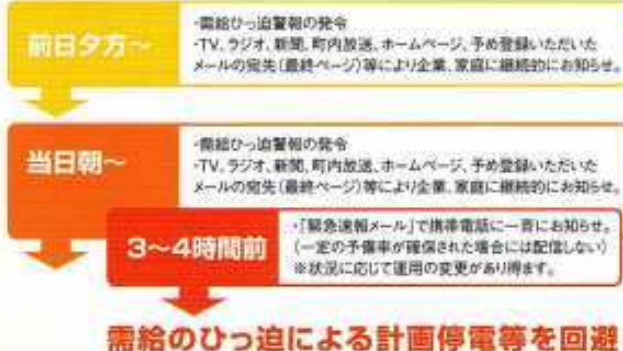 前日夕方～
・需給ひっ迫警報の発令
・TV、ラジオ、新聞、町内放送、ホームページ、予め登録いただいた
メールの宛先(最終ページ)等により企業、家庭に継続的にお知らせ。
当日朝～
・需給ひっ迫警報の発令
・TV、ラジオ、新聞、町内放送、ホームページ、予め登録いただいた
メールの宛先(最終ページ)等により企業、家庭に継続的にお知らせ。
3～4時間前
・「緊急速報メール」で携帯電話に一斉にお知らせ。
(一定の予備率が確保された場合には配信しない)
※状況に応じて運用の変更があり得ます。
需給のひっ迫による計画停電等を回避